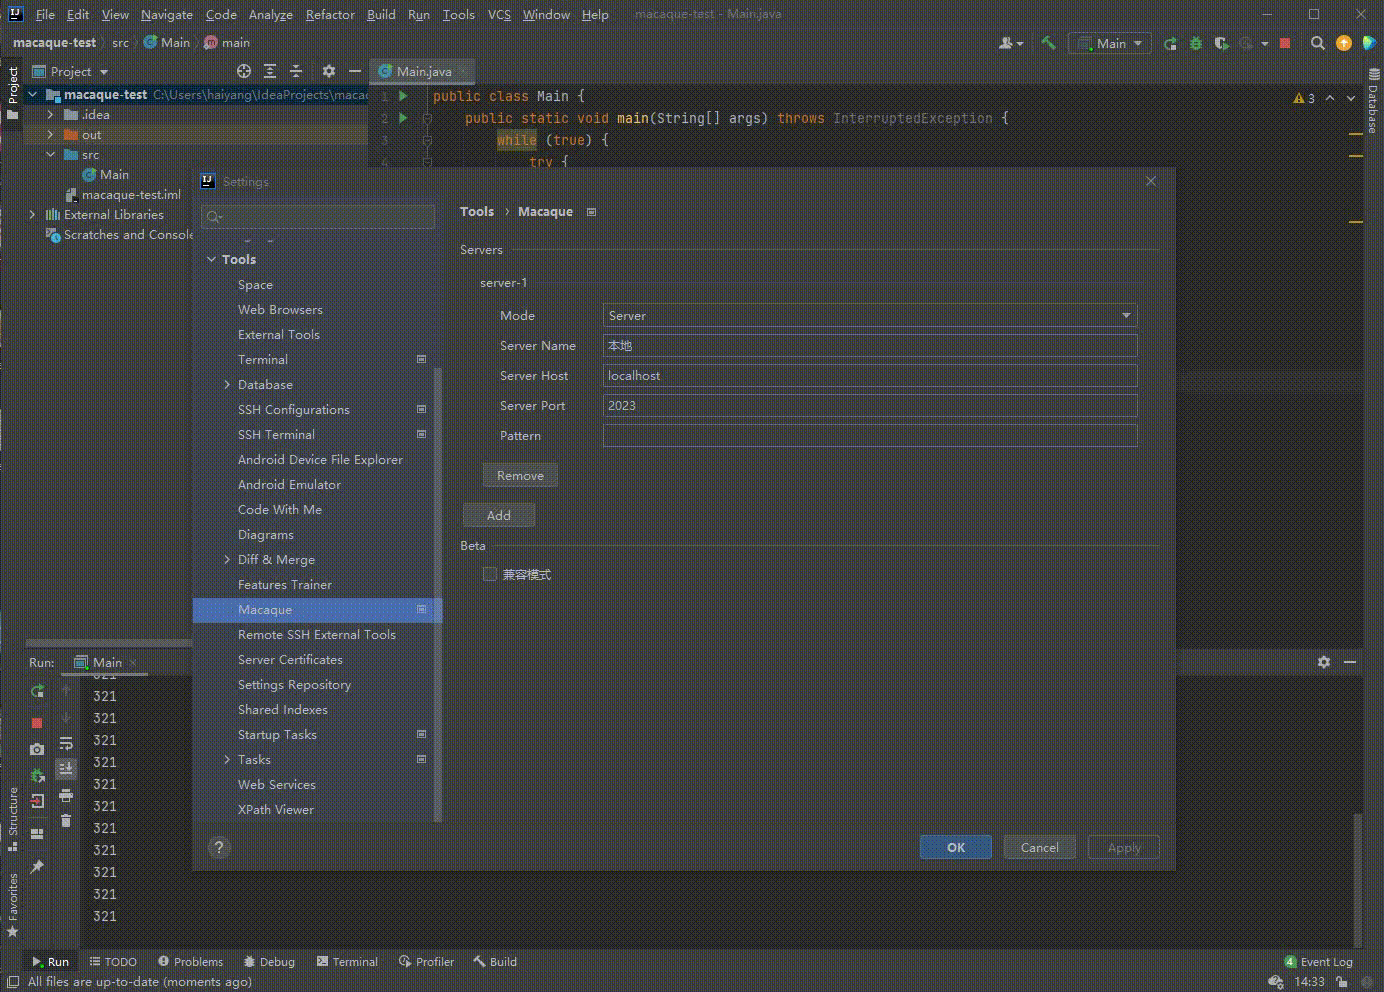 File Edit View Navigate Code Analyze Refactor Build Run Tools VCS Window Help macaque-test - Main.java
macaque-test src Main main
Main
Project
Main.java
macaque-test C:\Users\haiyang\IdeaProjects\macac
.idea
out
src
Main
macaque-test.iml
External Libraries
Scratches and Console
Project
Structure
Favorites
Database
1 public class Main {
2 public static void main(String[] args) throws InterruptedException {
3 while (true) {
4 try {
3
Settings
Tools
Space
Web Browsers
External Tools
Terminal
Database
SSH Configurations
SSH Terminal
Android Device File Explorer
Android Emulator
Code With Me
Diagrams
Diff & Merge
Features Trainer
Macaque
Remote SSH External Tools
Server Certificates
Settings Repository
Shared Indexes
Startup Tasks
Tasks
Web Services
XPath Viewer
Tools › Macaque
Servers
server-1
Mode Server
Server Name 本地
Server Host localhost
Server Port 2023
Pattern
Remove
Add
Beta
兼容模式
?
OK Cancel Apply
Run: Main
321
321
321
321
321
321
321
321
321
321
321
321
Run TODO Problems Debug Terminal Profiler Build 4 Event Log
All files are up-to-date (moments ago) 14:33